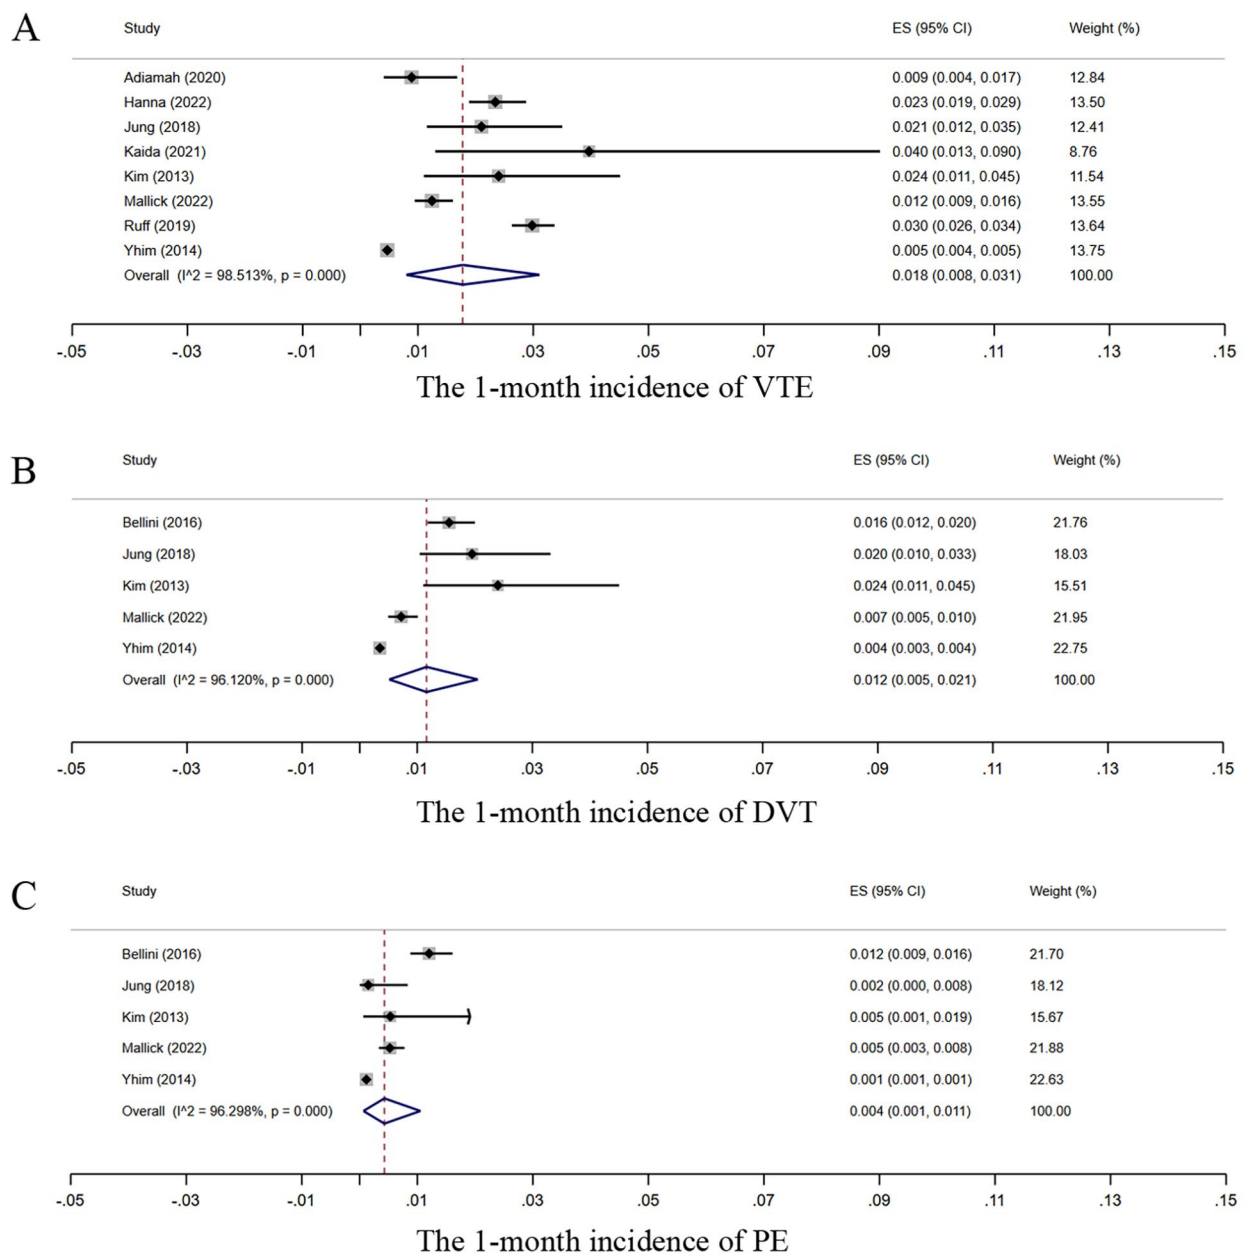 A
Study ES (95% CI) Weight (%)
Adiamah (2020) 0.009 (0.004, 0.017) 12.84
Hanna (2022) 0.023 (0.019, 0.029) 13.50
Jung (2018) 0.021 (0.012, 0.035) 12.41
Kaida (2021) 0.040 (0.013, 0.090) 8.76
Kim (2013) 0.024 (0.011, 0.045) 11.54
Mallick (2022) 0.012 (0.009, 0.016) 13.55
Ruff (2019) 0.030 (0.026, 0.034) 13.64
Yhim (2014) 0.005 (0.004, 0.005) 13.75
Overall (I^2 = 98.513%, p = 0.000) 0.018 (0.008, 0.031) 100.00
-.05 -.03 -.01 .01 .03 .05 .07 .09 .11 .13 .15
The 1-month incidence of VTE
B
Study ES (95% CI) Weight (%)
Bellini (2016) 0.016 (0.012, 0.020) 21.76
Jung (2018) 0.020 (0.010, 0.033) 18.03
Kim (2013) 0.024 (0.011, 0.045) 15.51
Mallick (2022) 0.007 (0.005, 0.010) 21.95
Yhim (2014) 0.004 (0.003, 0.004) 22.75
Overall (I^2 = 96.120%, p = 0.000) 0.012 (0.005, 0.021) 100.00
-.05 -.03 -.01 .01 .03 .05 .07 .09 .11 .13 .15
The 1-month incidence of DVT
C
Study ES (95% CI) Weight (%)
Bellini (2016) 0.012 (0.009, 0.016) 21.70
Jung (2018) 0.002 (0.000, 0.008) 18.12
Kim (2013) 0.005 (0.001, 0.019) 15.67
Mallick (2022) 0.005 (0.003, 0.008) 21.88
Yhim (2014) 0.001 (0.001, 0.001) 22.63
Overall (I^2 = 96.298%, p = 0.000) 0.004 (0.001, 0.011) 100.00
-.05 -.03 -.01 .01 .03 .05 .07 .09 .11 .13 .15
The 1-month incidence of PE